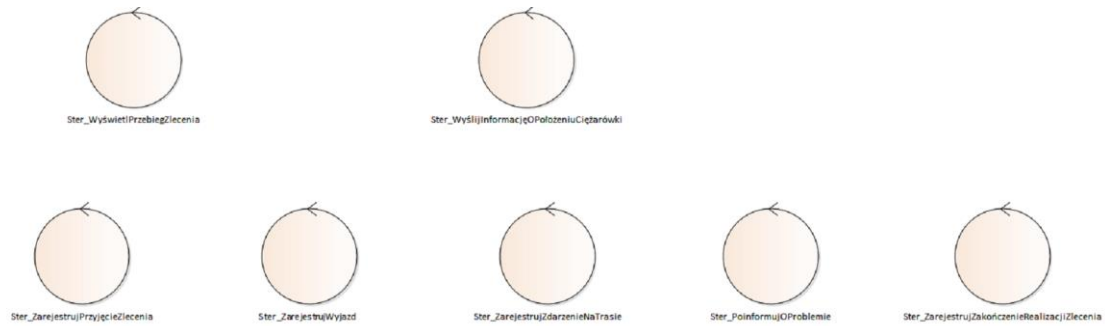 Ster_WyświetlPrzebiegZlecenia
Ster_WyślijInformacjęOPołożeniuCiężarówki
Ster_ZarejestrujPrzyjęcieZlecenia
Ster_ZarejestrujWyjazd
Ster_ZarejestrujZdarzenieNaTrasie
Ster_PoinformujOProblemie
Ster_ZarejestrujZakończenieRealizacjiZlecenia